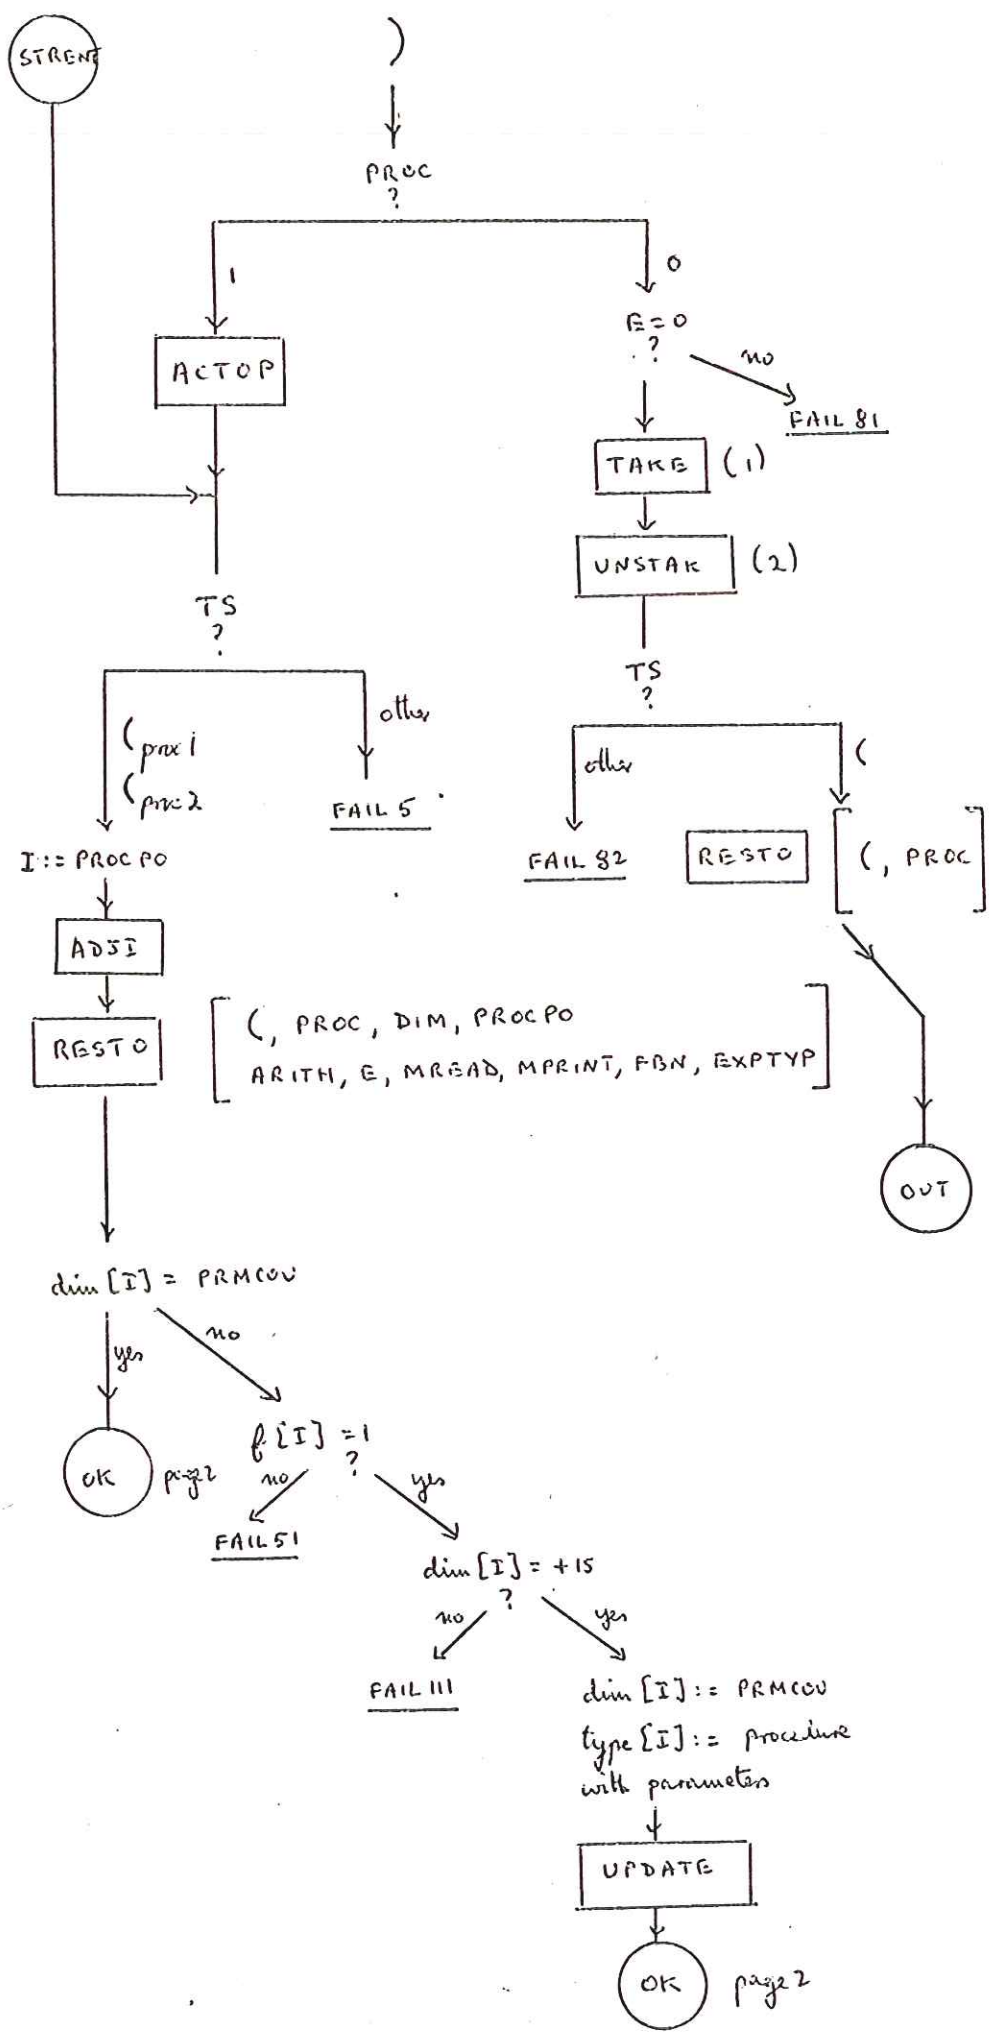 STRENT
)
PROC
?
1
0
ACTOP
E = 0
?
no
FAIL 81
TAKE (1)
UNSTAK (2)
TS
?
TS
?
( proc 1
( proc 2
other
FAIL 5
other
(
FAIL 82
RESTO [ (, PROC ]
I := PROCPO
ADJI
RESTO
(, PROC, DIM, PROCPO
ARITH, E, MREAD, MPRINT, FBN, EXPTYP
OUT
dim [I] = PRMCOU
yes
no
OK page 2
f [I] = 1
?
no
yes
FAIL 51
dim [I] = +15
?
no
yes
FAIL 111
dim [I] := PRMCOU
type [I] := procedure
with parameters
UPDATE
OK page 2